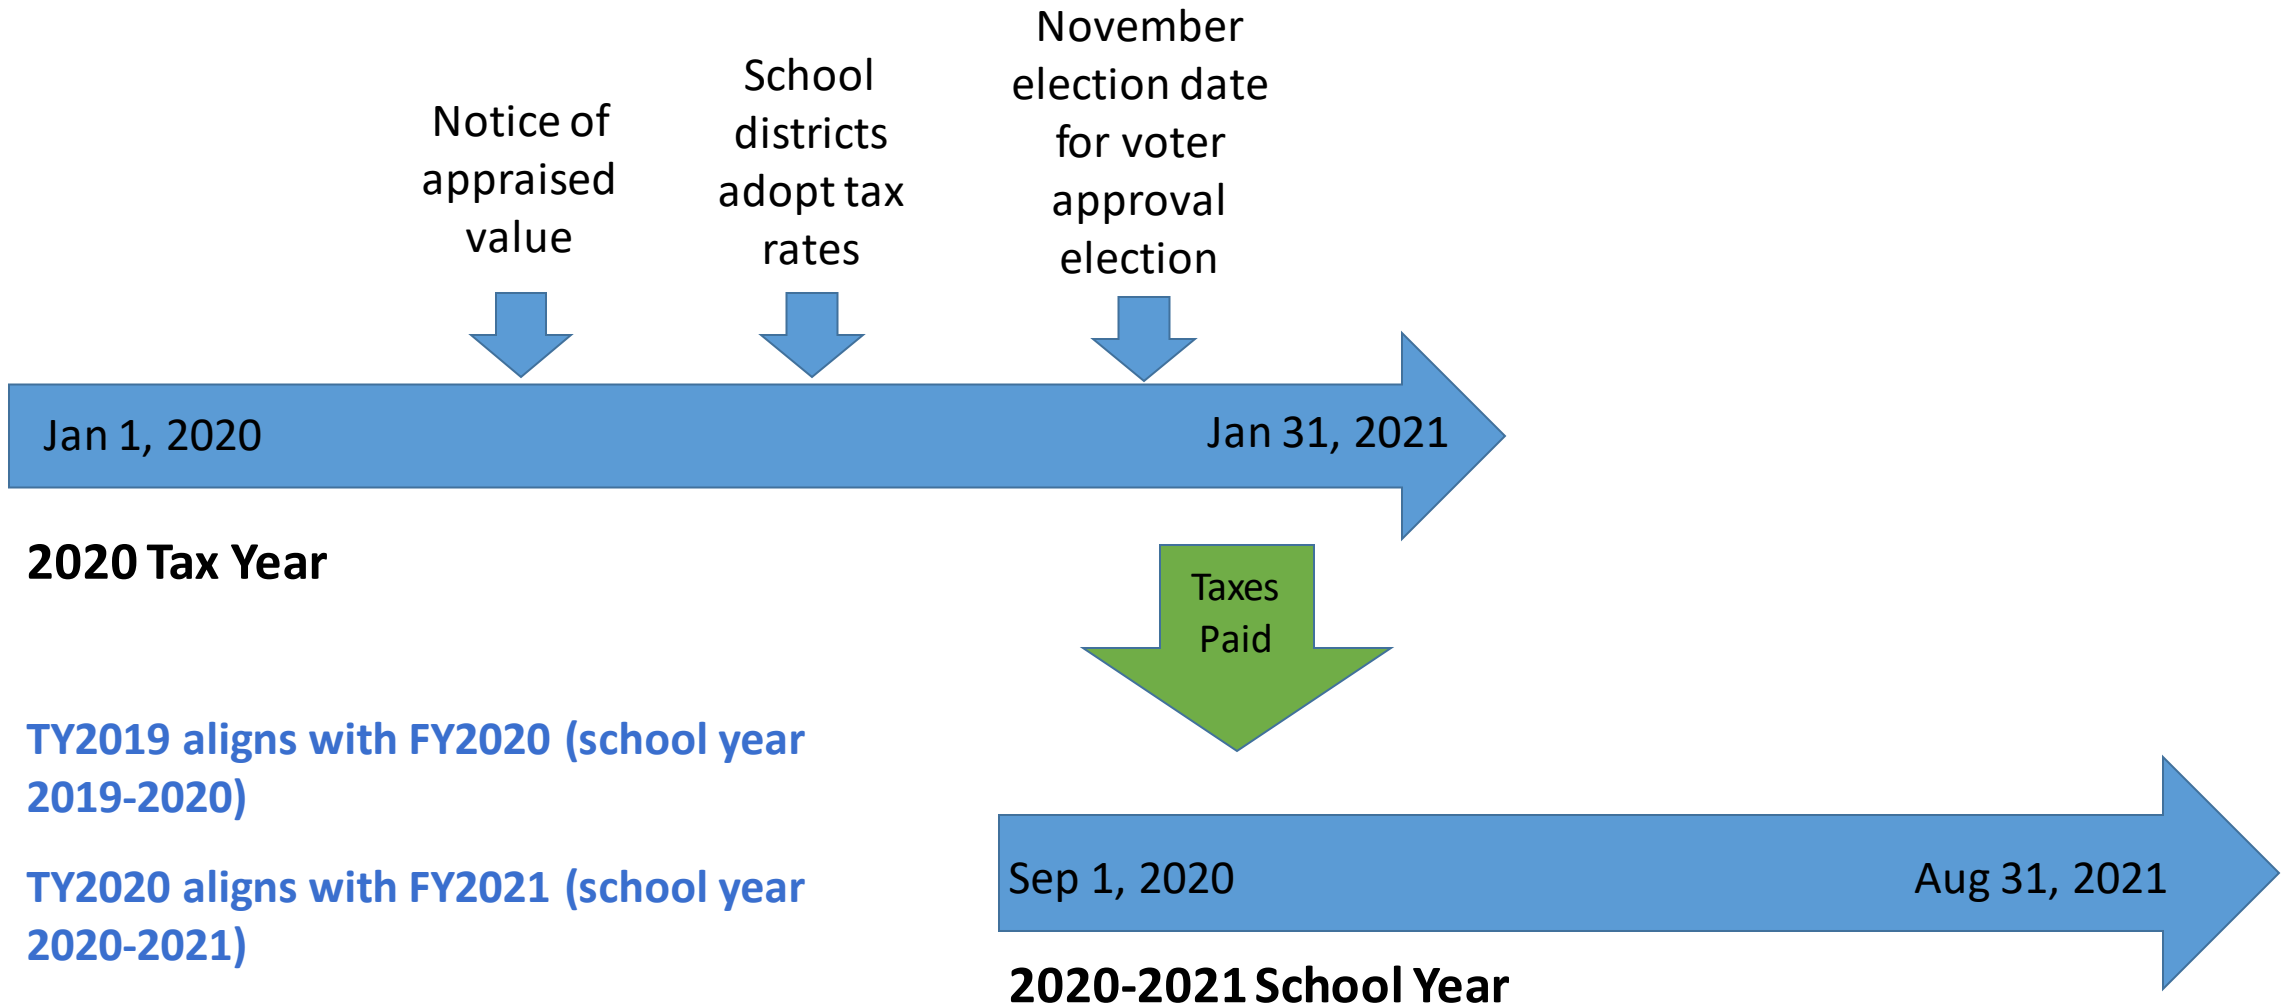 Notice of
appraised
value
School
districts
adopt tax
rates
November
election date
for voter
approval
election
Jan 1, 2020
Jan 31, 2021
2020 Tax Year
Taxes
Paid
TY2019 aligns with FY2020 (school year
2019-2020)
TY2020 aligns with FY2021 (school year
2020-2021)
Sep 1, 2020
Aug 31, 2021
2020-2021 School Year